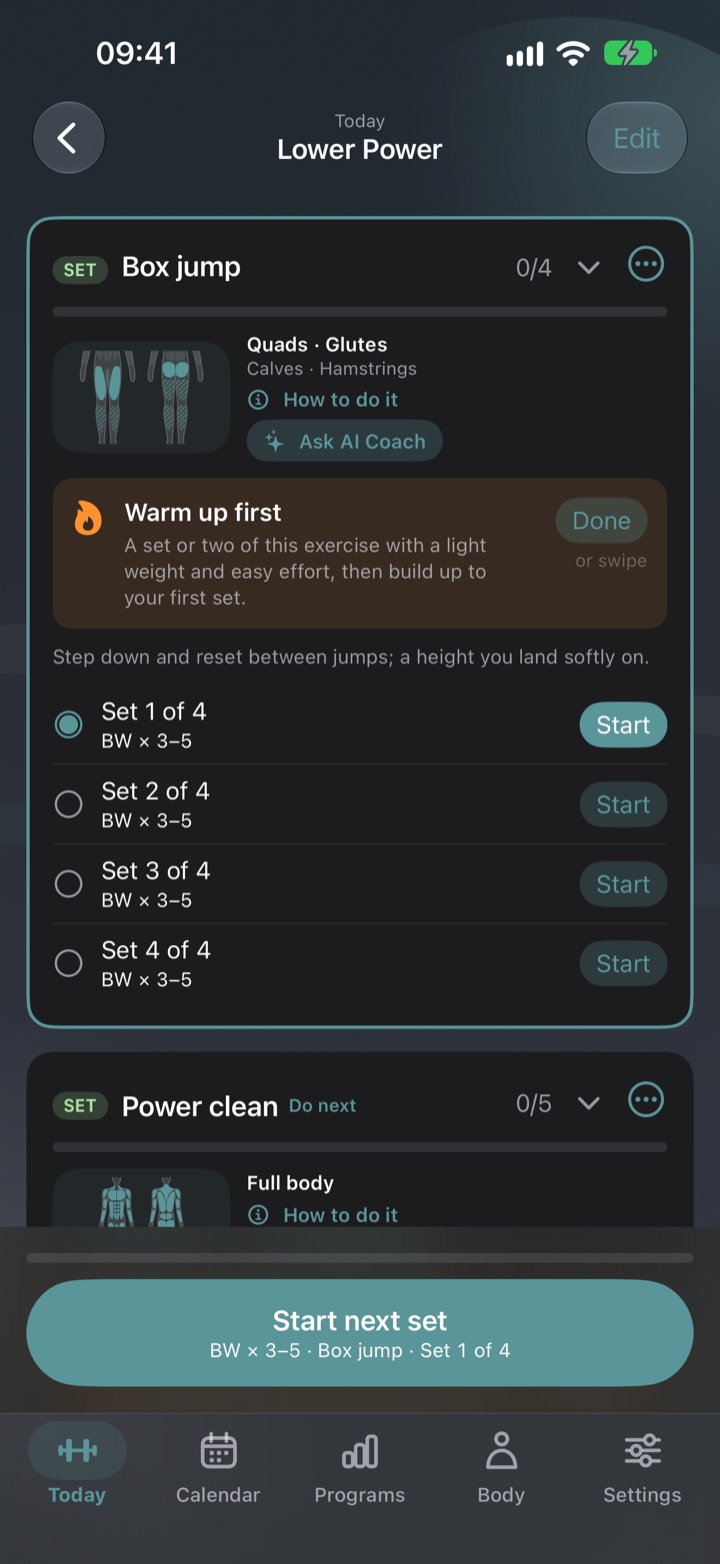 09:41
Today
Lower Power
Edit
SET Box jump 0/4
Quads · Glutes
Calves · Hamstrings
How to do it
Ask AI Coach
Warm up first
Done
A set or two of this exercise with a light
weight and easy effort, then build up to
your first set.
or swipe
Step down and reset between jumps; a height you land softly on.
Set 1 of 4
BW × 3–5
Start
Set 2 of 4
BW × 3–5
Start
Set 3 of 4
BW × 3–5
Start
Set 4 of 4
BW × 3–5
Start
SET Power clean Do next 0/5
Full body
How to do it
Start next set
BW × 3–5 · Box jump · Set 1 of 4
Today Calendar Programs Body Settings